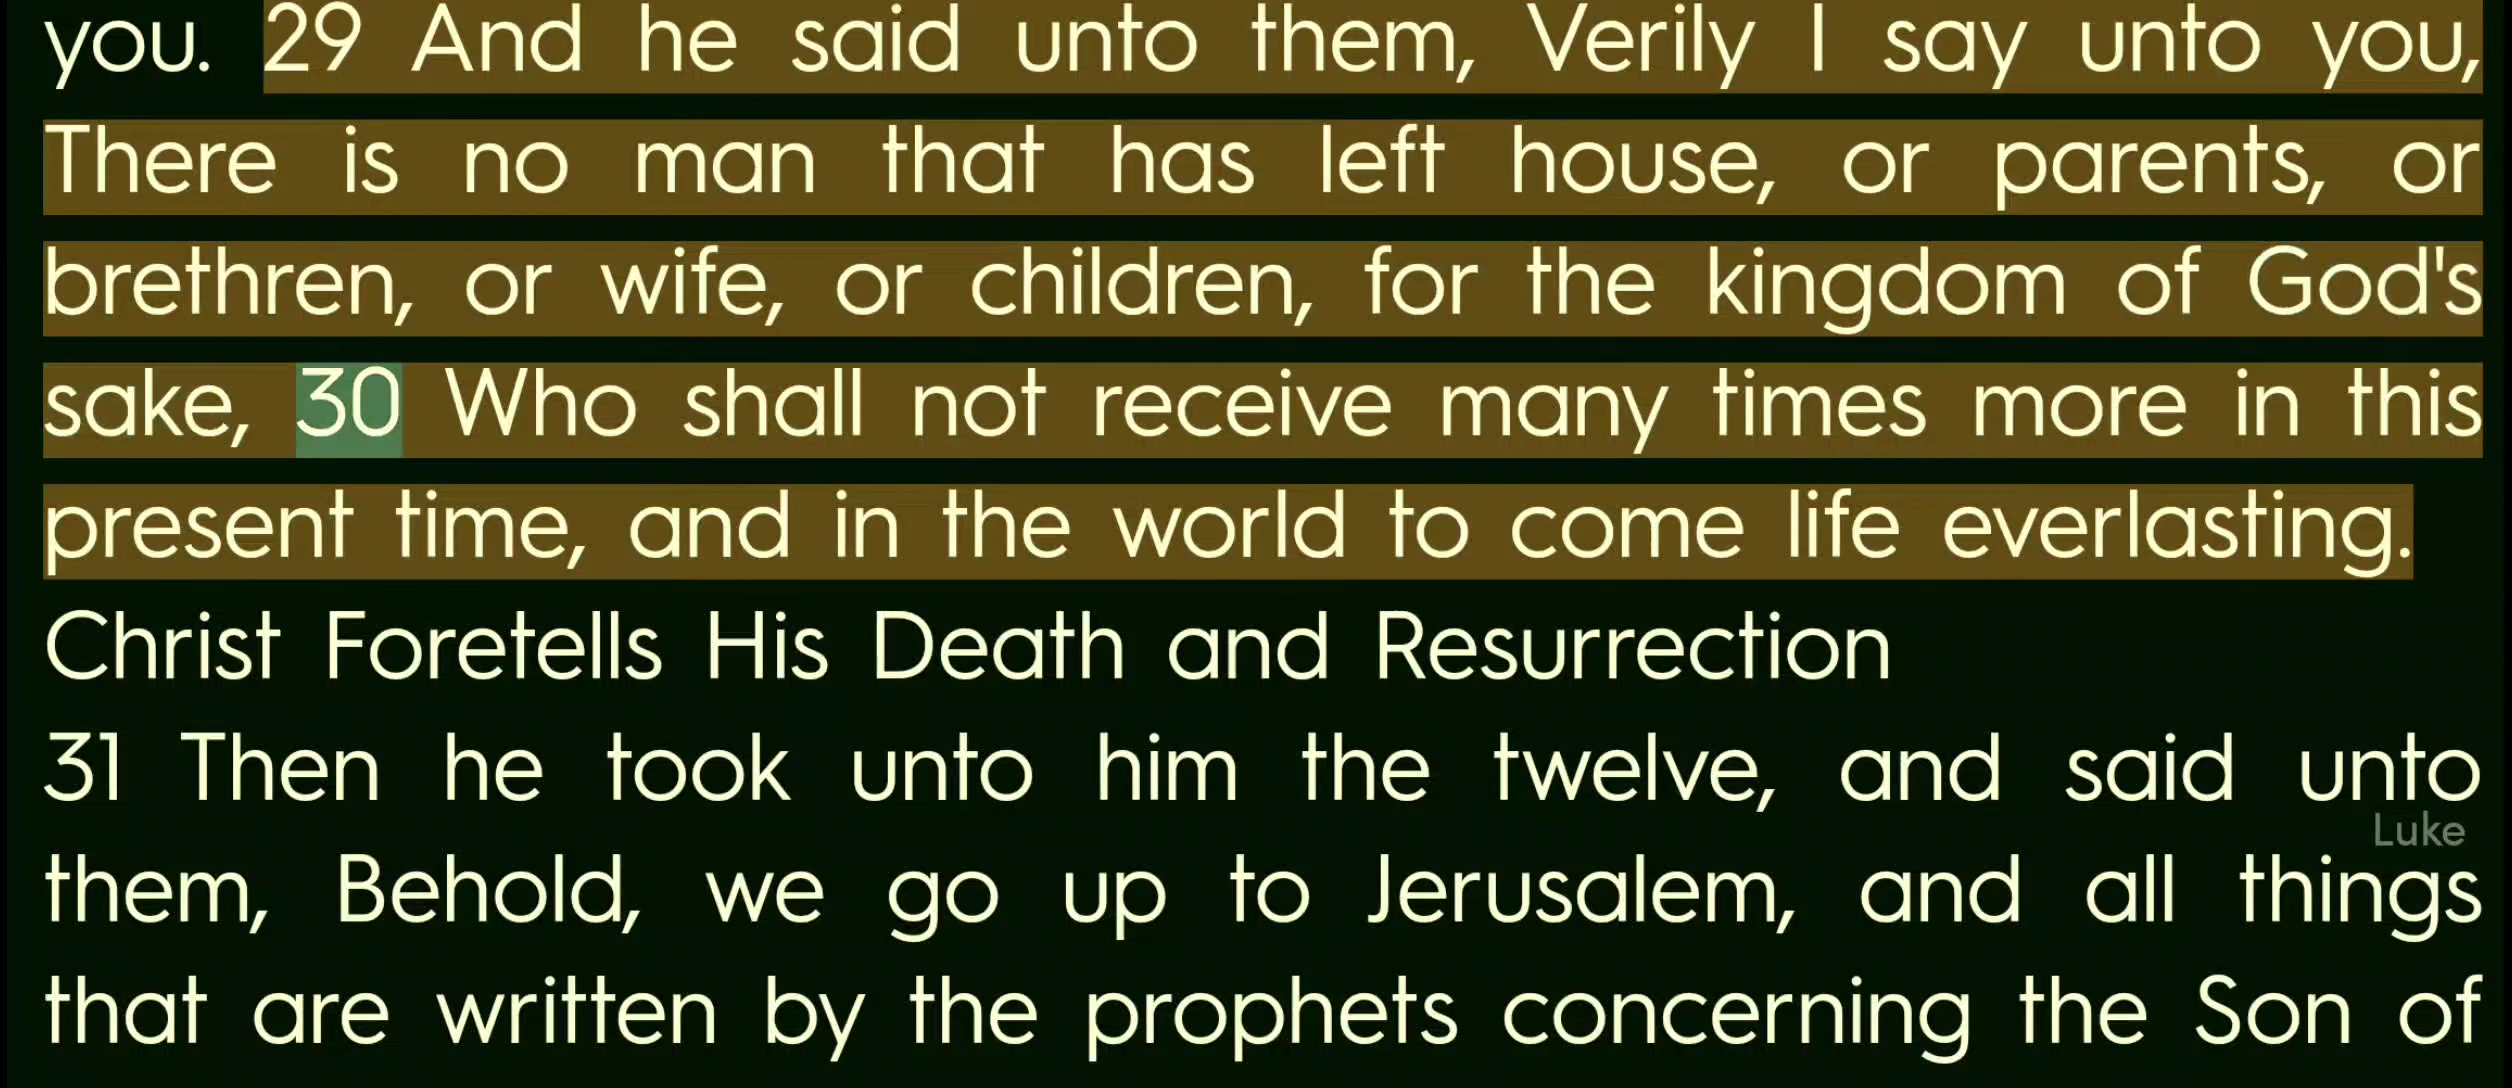 you. 29 And he said unto them, Verily I say unto you,
There is no man that has left house, or parents, or
brethren, or wife, or children, for the kingdom of God's
sake, 30 Who shall not receive many times more in this
present time, and in the world to come life everlasting.
Christ Foretells His Death and Resurrection
31 Then he took unto him the twelve, and said unto
Luke
them, Behold, we go up to Jerusalem, and all things
that are written by the prophets concerning the Son of